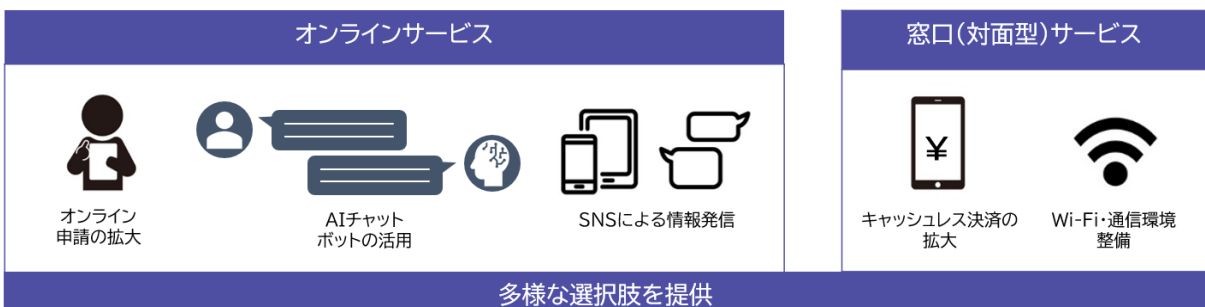 オンラインサービス
オンライン
申請の拡大
AIチャット
ボットの活用
SNSによる情報発信
窓口(対面型)サービス
¥
キャッシュレス決済の
拡大
Wi-Fi・通信環境
整備
多様な選択肢を提供